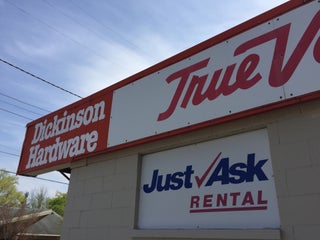 Dickinson
Hardware
True V
Just Ask
RENTAL